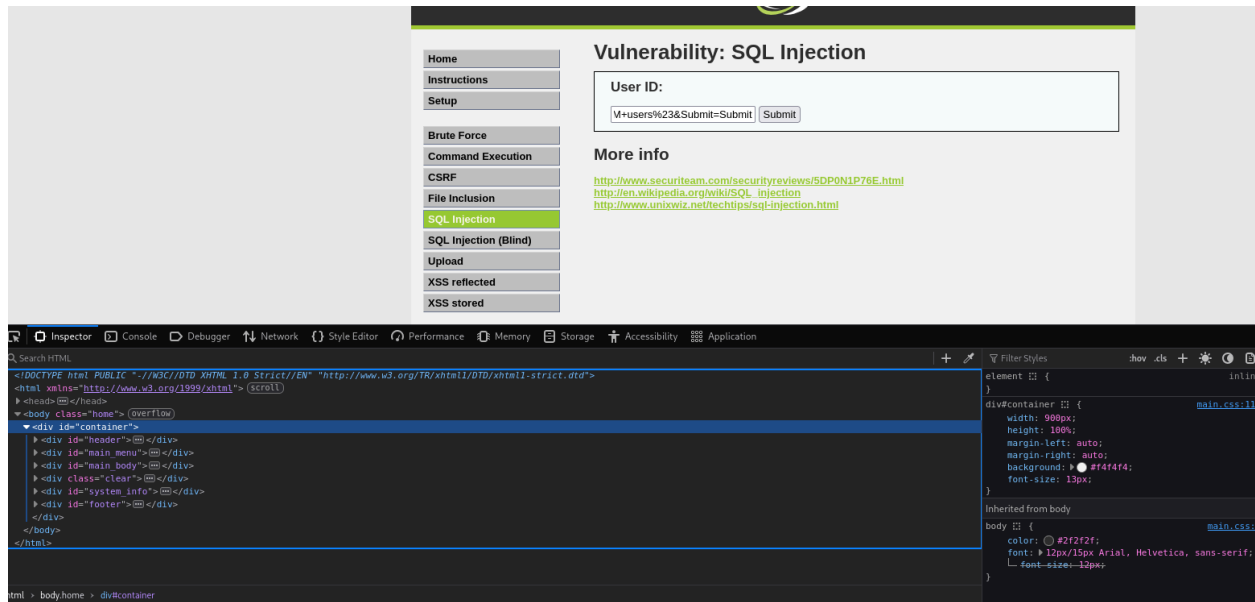 Vulnerability: SQL Injection
Home
Instructions
Setup
Brute Force
Command Execution
CSRF
File Inclusion
SQL Injection
SQL Injection (Blind)
Upload
XSS reflected
XSS stored
User ID:
M+users%23&Submit=Submit Submit
More info
http://www.securiteam.com/securityreviews/5DP0N1P76E.html
http://en.wikipedia.org/wiki/SQL_injection
http://www.unixwiz.net/techtips/sql-injection.html
Inspector Console Debugger Network Style Editor Performance Memory Storage Accessibility Application
Search HTML
<!DOCTYPE html PUBLIC "-//W3C//DTD XHTML 1.0 Strict//EN" "http://www.w3.org/TR/xhtml1/DTD/xhtml1-strict.dtd">
<html xmlns="http://www.w3.org/1999/xhtml"> scroll
<head>…</head>
<body class="home"> overflow
<div id="container">
<div id="header">…</div>
<div id="main_menu">…</div>
<div id="main_body">…</div>
<div class="clear">…</div>
<div id="system_info">…</div>
<div id="footer">…</div>
</div>
</body>
</html>
html > body.home > div#container
Filter Styles :hov .cls
element { inlin
}
div#container { main.css:11
width: 900px;
height: 100%;
margin-left: auto;
margin-right: auto;
background: #f4f4f4;
font-size: 13px;
}
Inherited from body
body { main.css:
color: #2f2f2f;
font: 12px/15px Arial, Helvetica, sans-serif;
font-size: 12px;
}